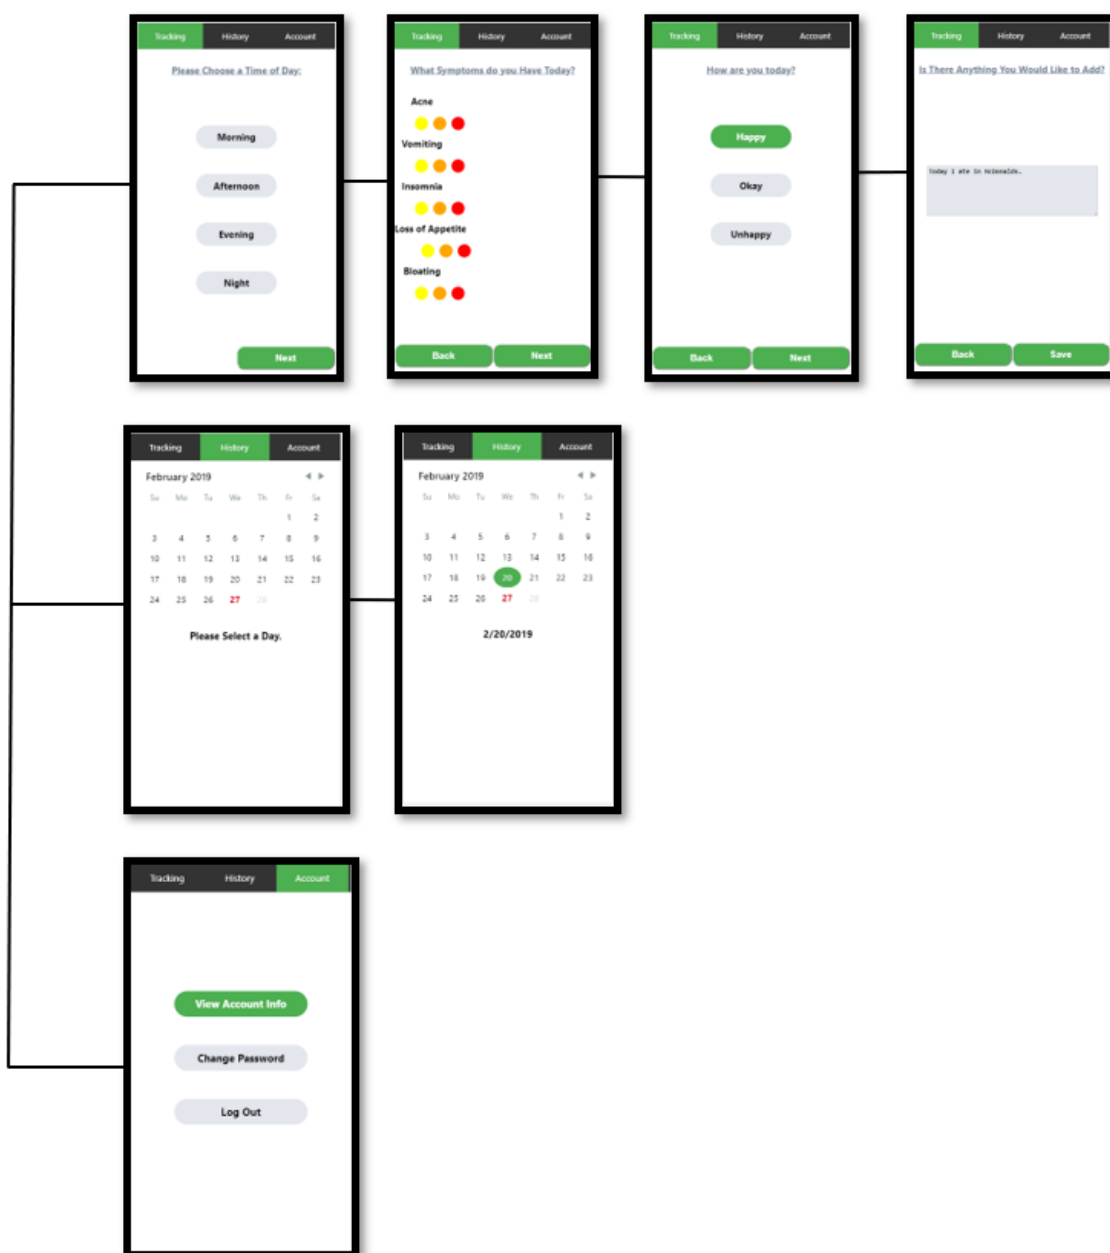 Tracking History Account
Please Choose a Time of Day:
Morning
Afternoon
Evening
Night
Next
Tracking History Account
What Symptoms do you Have Today?
Acne
Vomiting
Insomnia
Loss of Appetite
Bloating
Back Next
Tracking History Account
How are you today?
Happy
Okay
Unhappy
Back Next
Tracking History Account
Is There Anything You Would Like to Add?
Today I ate in McDonalds.
Back Save
Tracking History Account
February 2019
Su Mo Tu We Th Fr Sa
1 2
3 4 5 6 7 8 9
10 11 12 13 14 15 16
17 18 19 20 21 22 23
24 25 26 27 28
Please Select a Day.
Tracking History Account
February 2019
Su Mo Tu We Th Fr Sa
1 2
3 4 5 6 7 8 9
10 11 12 13 14 15 16
17 18 19 20 21 22 23
24 25 26 27 28
2/20/2019
Tracking History Account
View Account Info
Change Password
Log Out